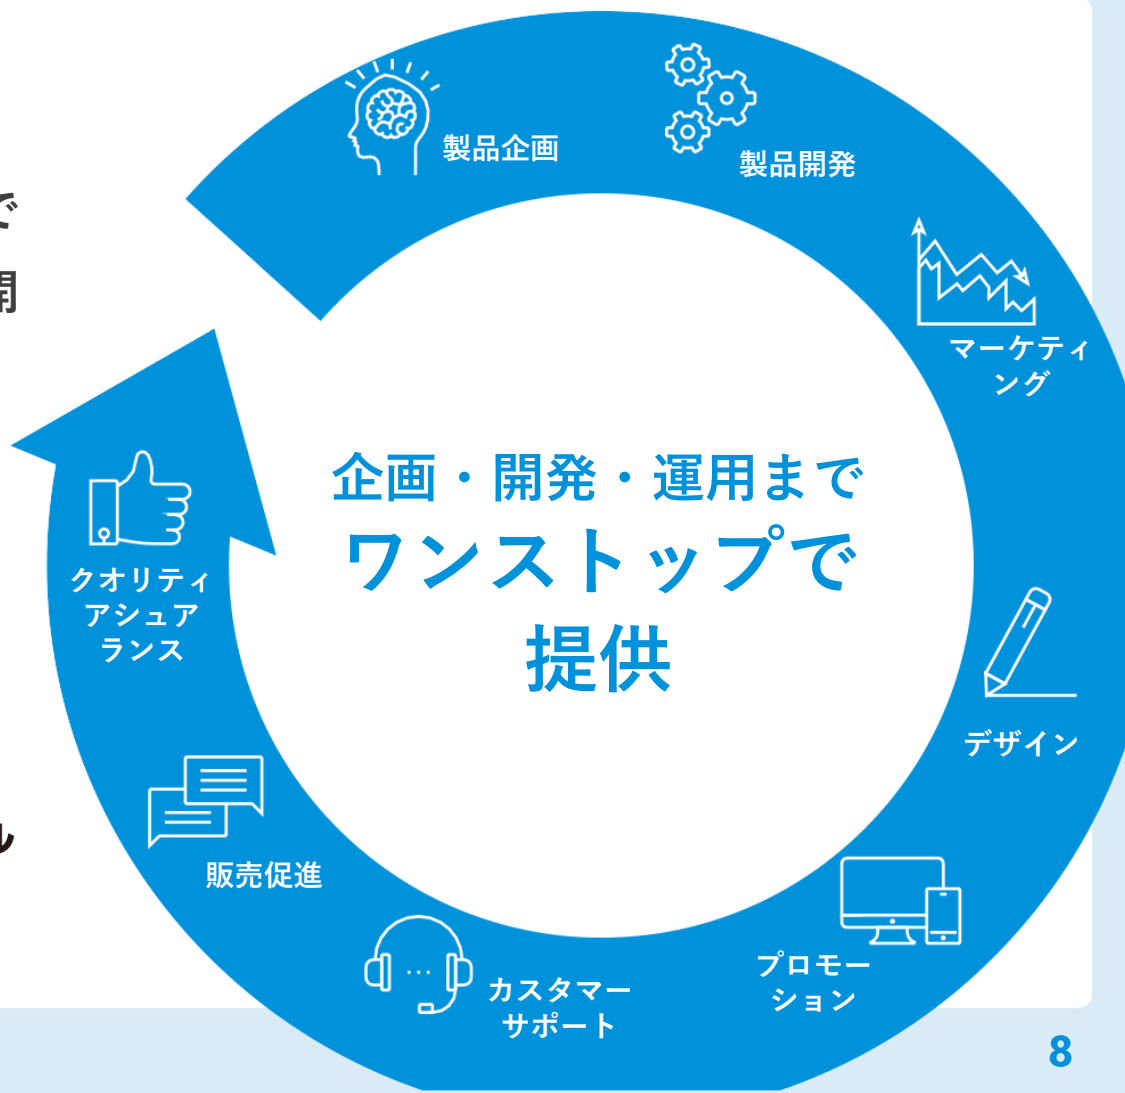 製品企画
製品開発
で
開
マーケティ
ング
企画・開発・運用まで
ワンストップで
提供
クオリティ
アシュア
ランス
デザイン
ル
販売促進
プロモー
ション
カスタマー
サポート
8